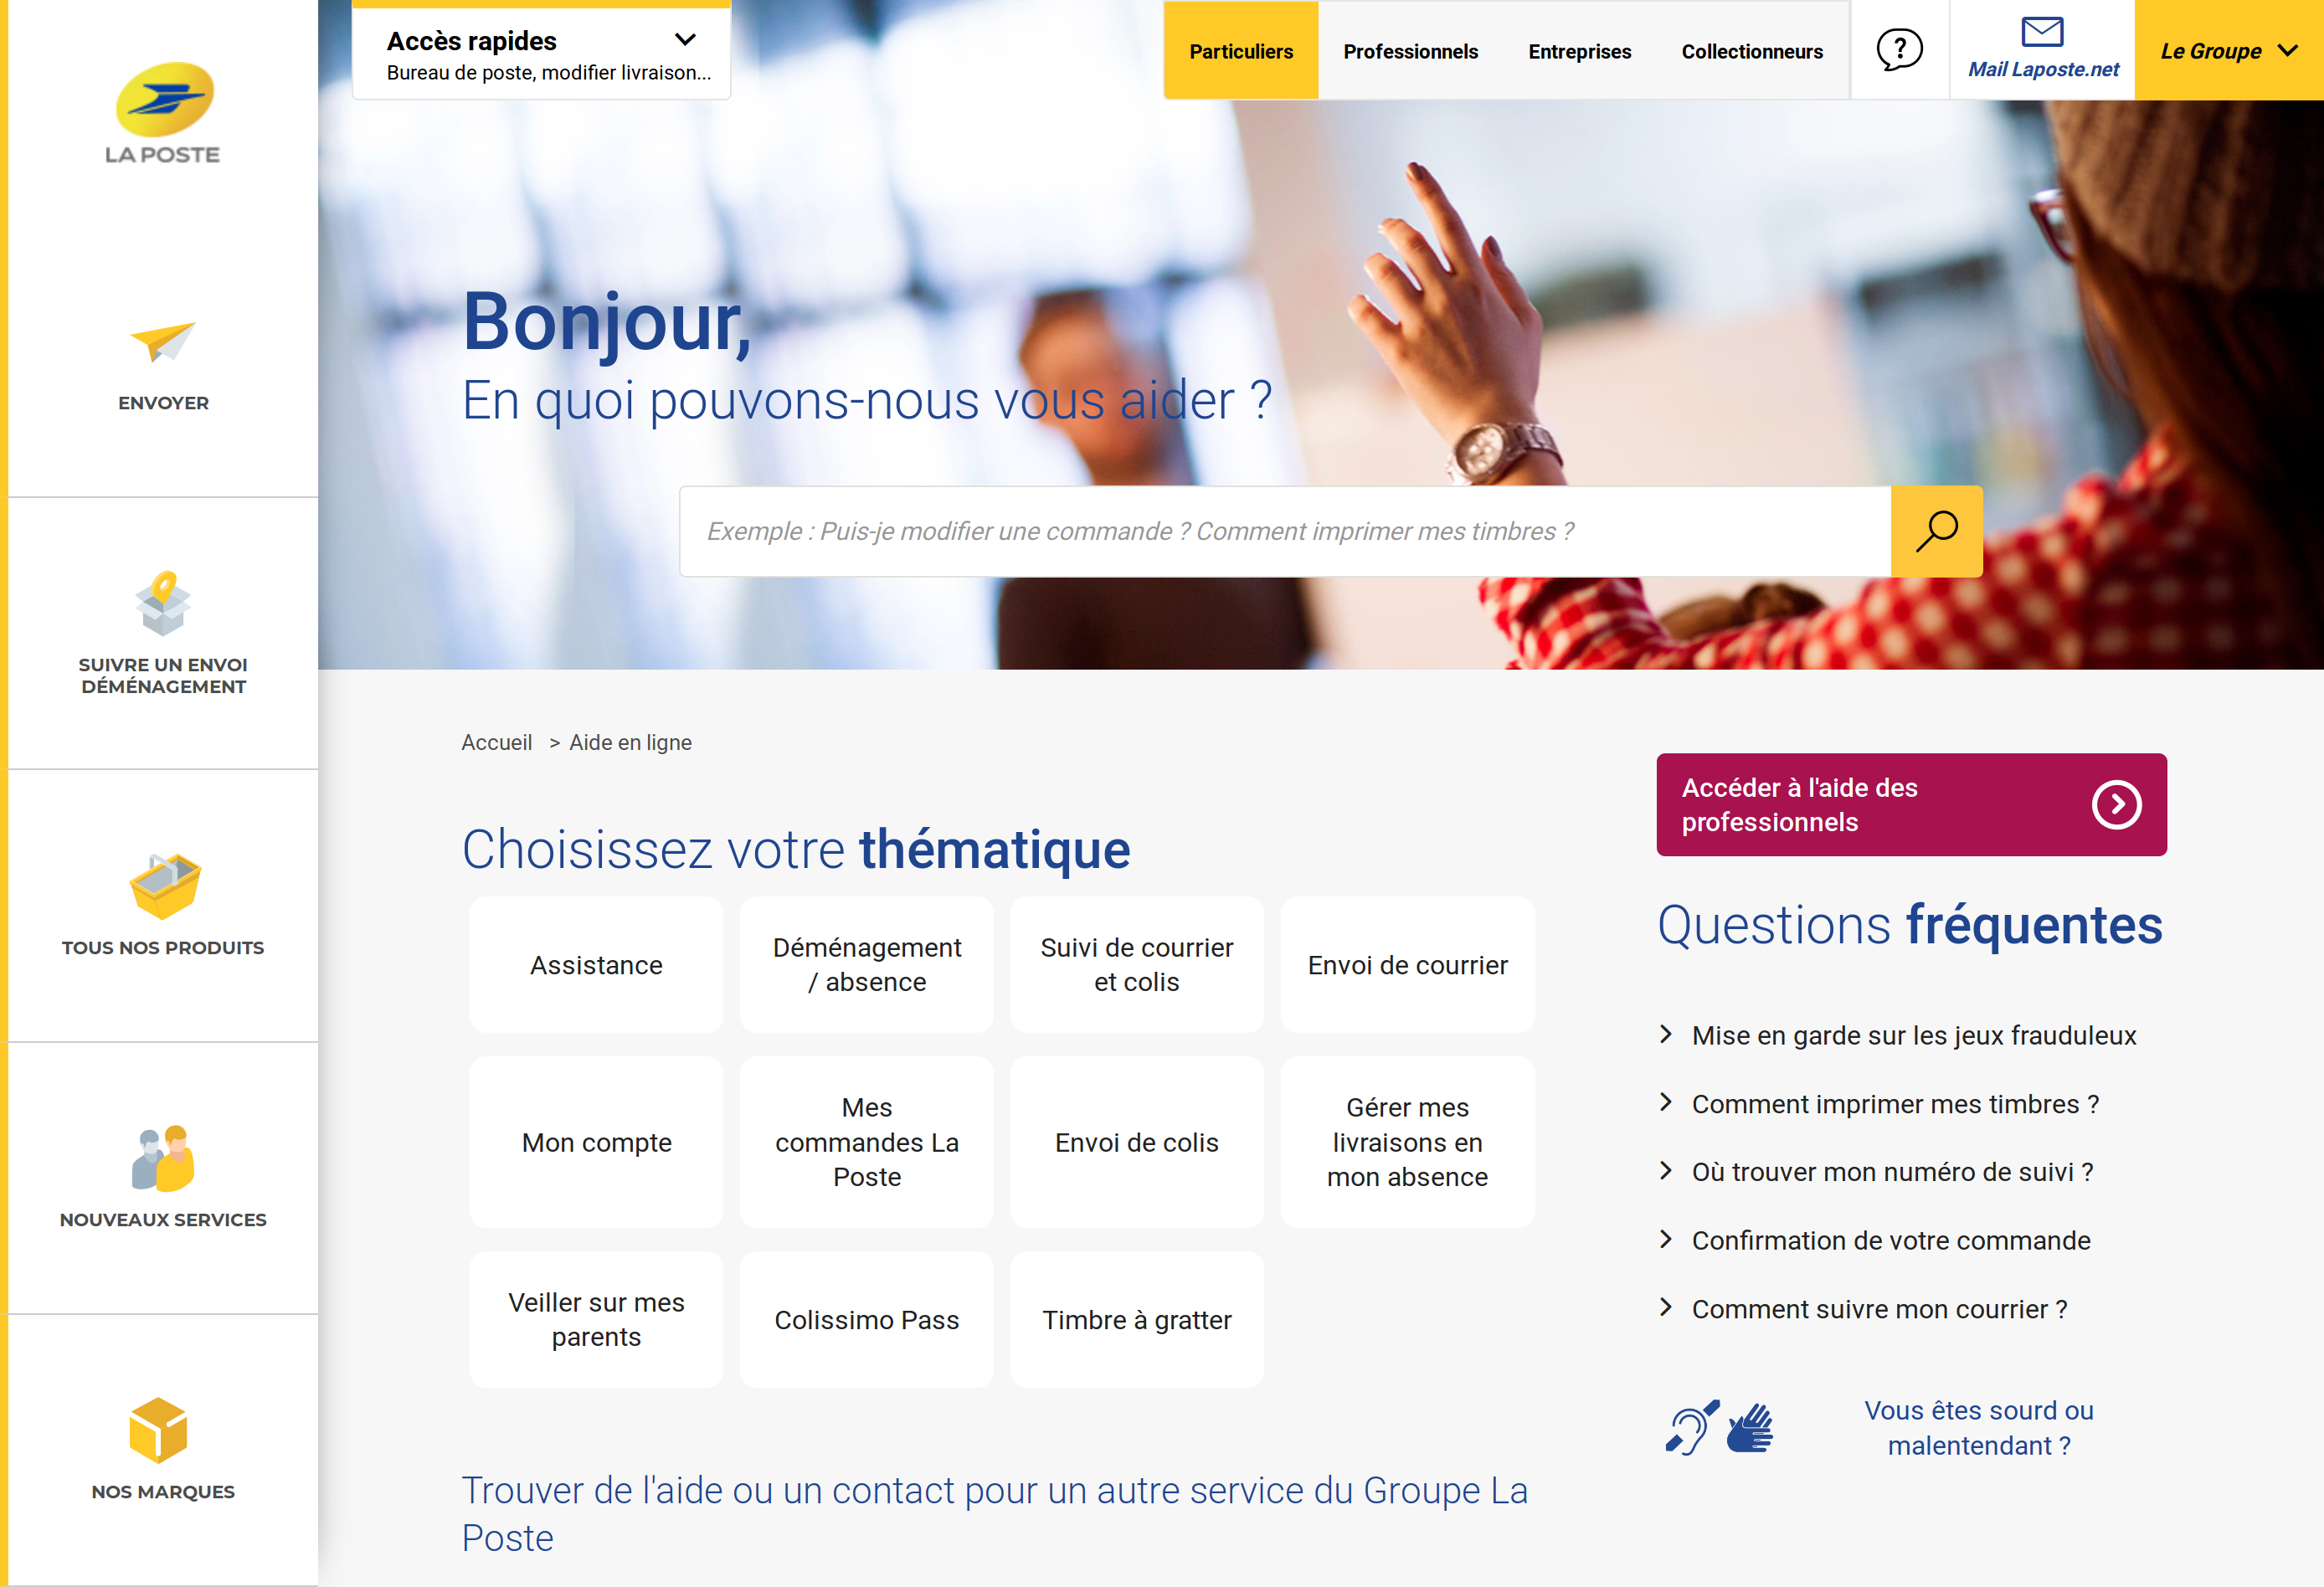 LA POSTE
ENVOYER
SUIVRE UN ENVOI
DÉMÉNAGEMENT
TOUS NOS PRODUITS
NOUVEAUX SERVICES
NOS MARQUES
Accès rapides
Bureau de poste, modifier livraison...
Particuliers
Professionnels
Entreprises
Collectionneurs
?
Mail Laposte.net
Le Groupe
Bonjour,
En quoi pouvons-nous vous aider ?
Exemple : Puis-je modifier une commande ? Comment imprimer mes timbres ?
Accueil > Aide en ligne
Choisissez votre thématique
Assistance
Déménagement
/ absence
Suivi de courrier
et colis
Envoi de courrier
Mon compte
Mes
commandes La
Poste
Envoi de colis
Gérer mes
livraisons en
mon absence
Veiller sur mes
parents
Colissimo Pass
Timbre à gratter
Trouver de l'aide ou un contact pour un autre service du Groupe La
Poste
Accéder à l'aide des
professionnels
Questions fréquentes
Mise en garde sur les jeux frauduleux
Comment imprimer mes timbres ?
Où trouver mon numéro de suivi ?
Confirmation de votre commande
Comment suivre mon courrier ?
Vous êtes sourd ou
malentendant ?